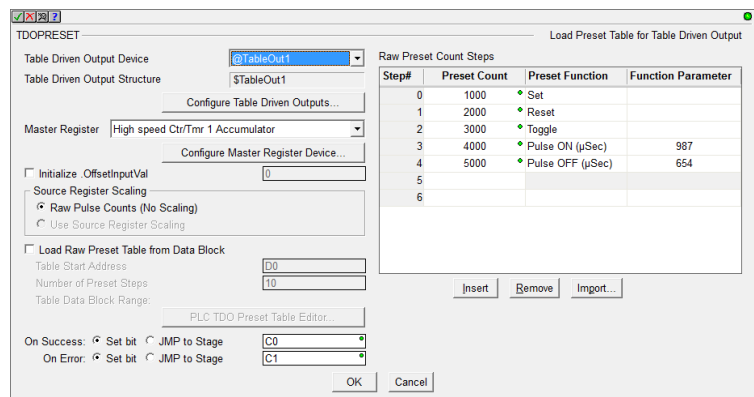 TDOPRESET
Load Preset Table for Table Driven Output
Table Driven Output Device @TableOut1
Table Driven Output Structure $TableOut1
Configure Table Driven Outputs...
Master Register High speed Ctr/Tmr 1 Accumulator
Configure Master Register Device...
Initialize .OffsetInputVal 0
Source Register Scaling
Raw Pulse Counts (No Scaling)
Use Source Register Scaling
Load Raw Preset Table from Data Block
Table Start Address D0
Number of Preset Steps 10
Table Data Block Range:
PLC TDO Preset Table Editor...
On Success: Set bit JMP to Stage C0
On Error: Set bit JMP to Stage C1
Raw Preset Count Steps
Step# Preset Count Preset Function Function Parameter
0 1000 Set
1 2000 Reset
2 3000 Toggle
3 4000 Pulse ON (µSec) 987
4 5000 Pulse OFF (µSec) 654
5
6
Insert Remove Import...
OK Cancel